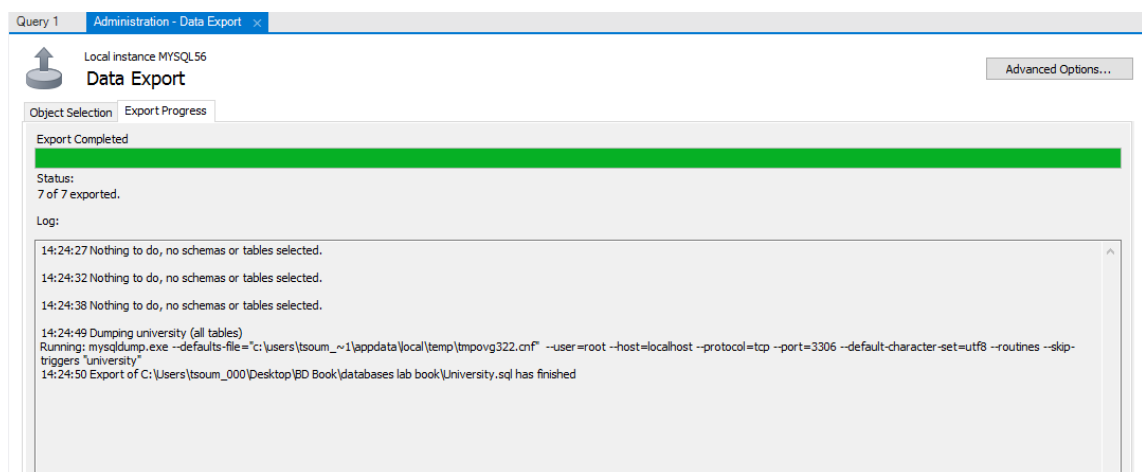 Query 1
Administration - Data Export ×
Local instance MYSQL56
Data Export
Advanced Options...
Object Selection
Export Progress
Export Completed
Status:
7 of 7 exported.
Log:
14:24:27 Nothing to do, no schemas or tables selected.
14:24:32 Nothing to do, no schemas or tables selected.
14:24:38 Nothing to do, no schemas or tables selected.
14:24:49 Dumping university (all tables)
Running: mysqldump.exe --defaults-file="c:\users\tsoum_~1\appdata\local\temp\tmpovg322.cnf"  --user=root --host=localhost --protocol=tcp --port=3306 --default-character-set=utf8 --routines --skip-
triggers "university"
14:24:50 Export of C:\Users\tsoum_000\Desktop\BD Book\databases lab book\University.sql has finished